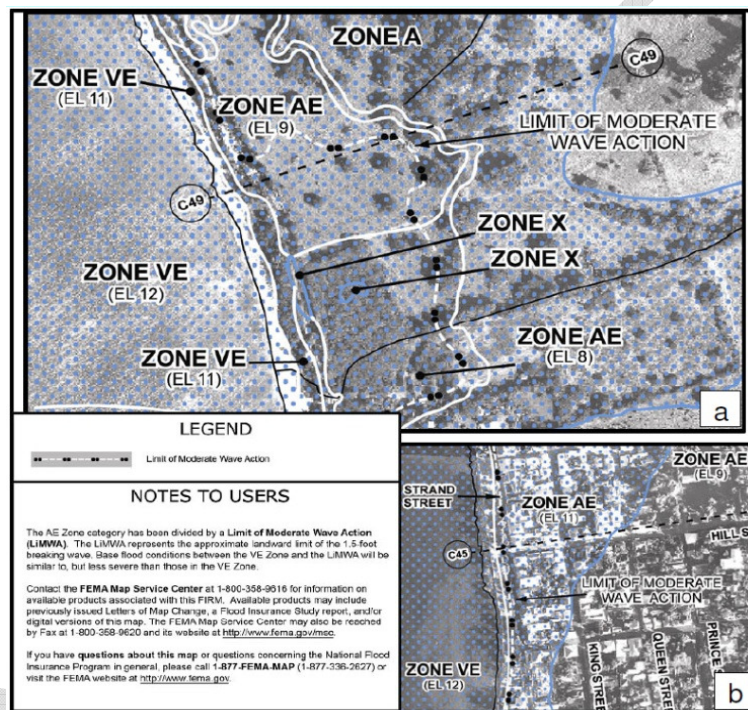 ZONE A
C49
ZONE VE
(EL 11)
ZONE AE
(EL 9)
LIMIT OF MODERATE
WAVE ACTION
C49
ZONE X
ZONE VE
(EL 12)
ZONE X
ZONE VE
(EL 11)
ZONE AE
(EL 8)
a
LEGEND
Limit of Moderate Wave Action
NOTES TO USERS
The AE Zone category has been divided by a Limit of Moderate Wave Action
(LiMWA). The LiMWA represents the approximate landward limit of the 1.5-foot
breaking wave. Base flood conditions between the VE Zone and the LiMWA will be
similar to, but less severe than those in the VE Zone.
Contact the FEMA Map Service Center at 1-800-358-9616 for information on
available products associated with this FIRM. Available products may include
previously issued Letters of Map Change, a Flood Insurance Study report, and/or
digital versions of this map. The FEMA Map Service Center may also be reached
by Fax at 1-800-358-9620 and its website at http://www.fema.gov/msc.
If you have questions about this map or questions concerning the National Flood
Insurance Program in general, please call 1-877-FEMA-MAP (1-877-336-2627) or
visit the FEMA website at http://www.fema.gov.
ZONE AE
(EL 9)
STRAND
STREET
ZONE AE
(EL 11)
HILLS
C45
LIMIT OF MODERATE
WAVE ACTION
KING STREET
QUEEN STREET
PRINCE S
ZONE VE
(EL 12)
b